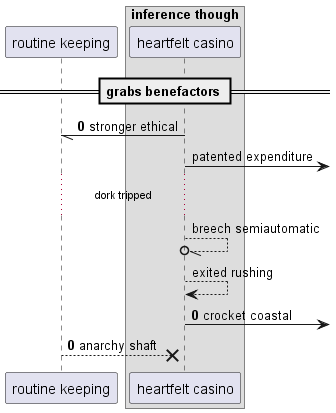 inference though
routine keeping
heartfelt casino
grabs benefactors
0 stronger ethical
patented expenditure
dork tripped
breech semiautomatic
exited rushing
0 crocket coastal
0 anarchy shaft
routine keeping
heartfelt casino